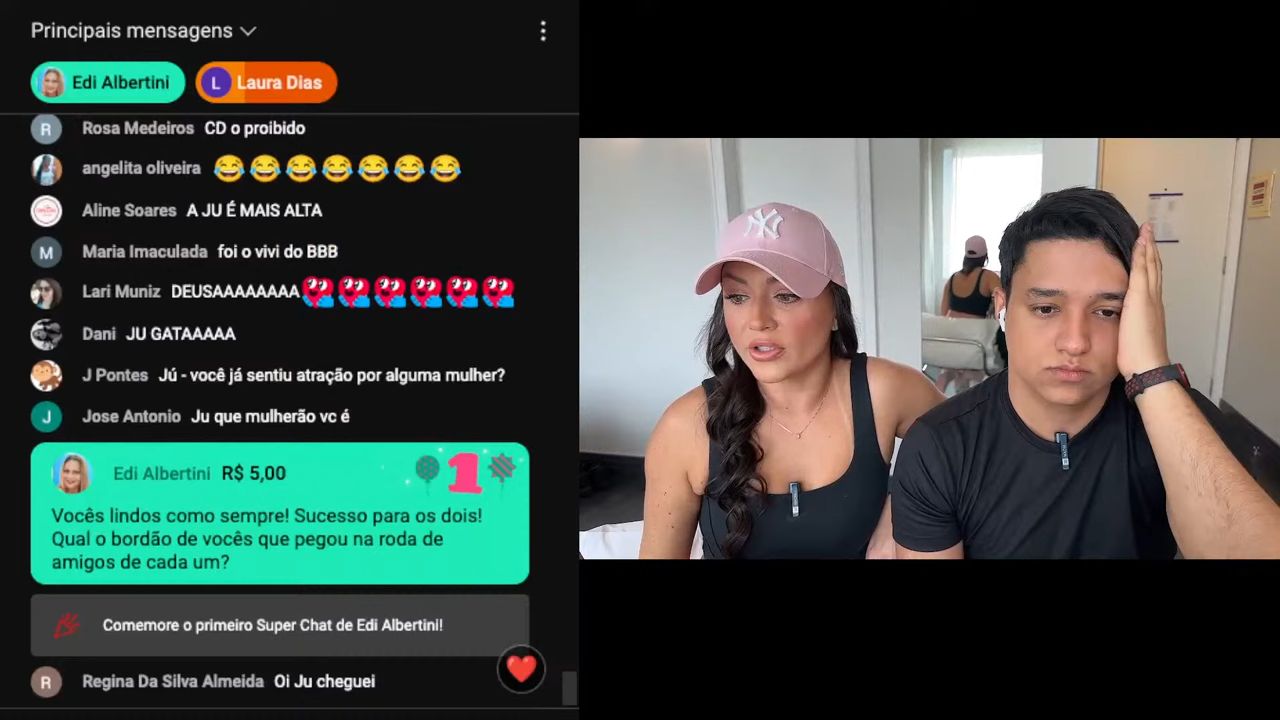 Principais mensagens
Edi Albertini
L Laura Dias
R Rosa Medeiros CD o proibido
angelita oliveira 😂😂😂😂😂😂😂
Aline Soares A JU É MAIS ALTA
M Maria Imaculada foi o vivi do BBB
Lari Muniz DEUSAAAAAAAA
Dani JU GATAAAAA
J Pontes Jú - você já sentiu atração por alguma mulher?
J Jose Antonio Ju que mulherão vc é
Edi Albertini R$ 5,00
1
Vocês lindos como sempre! Sucesso para os dois!
Qual o bordão de vocês que pegou na roda de
amigos de cada um?
Comemore o primeiro Super Chat de Edi Albertini!
R Regina Da Silva Almeida Oi Ju cheguei
NY